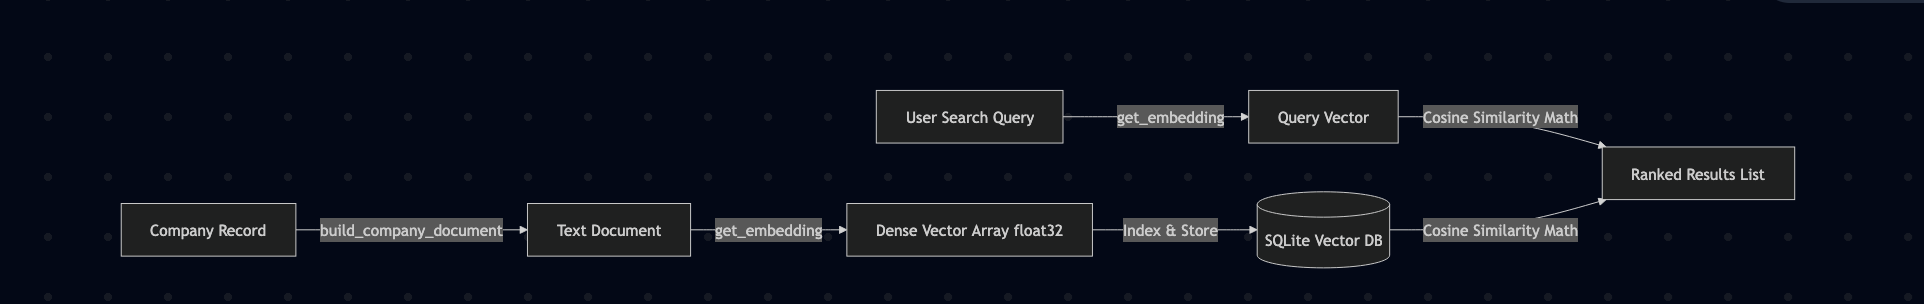 User Search Query
get_embedding
Query Vector
Cosine Similarity Math
Ranked Results List
Company Record
build_company_document
Text Document
get_embedding
Dense Vector Array float32
Index & Store
SQLite Vector DB
Cosine Similarity Math